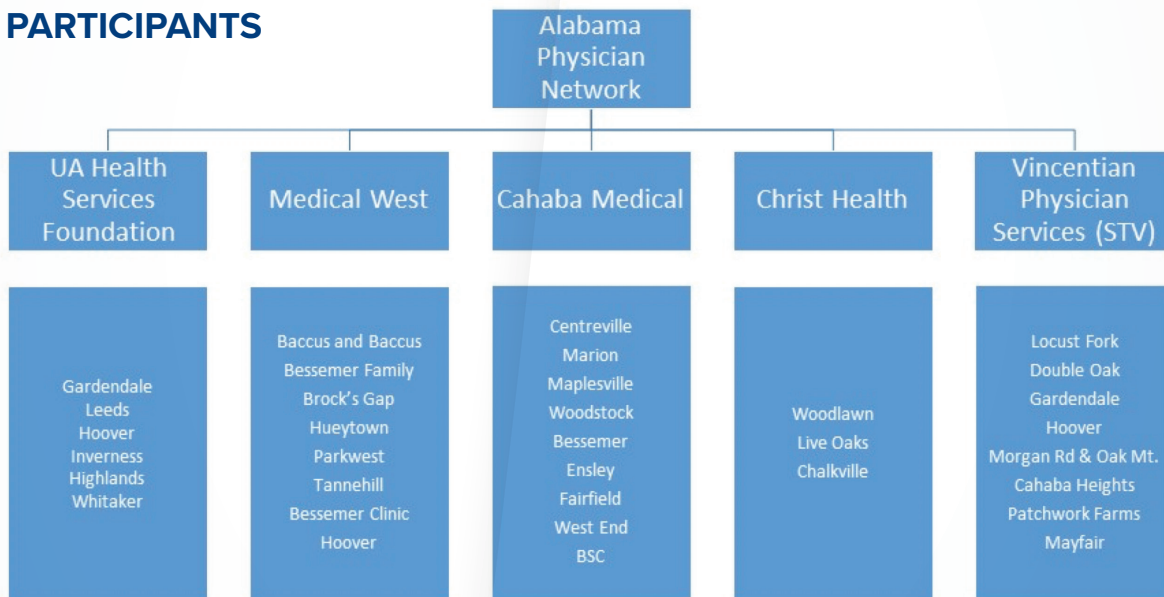 PARTICIPANTS
Alabama
Physician
Network
UA Health
Services
Foundation
Medical West
Cahaba Medical
Christ Health
Vincentian
Physician
Services (STV)
Gardendale
Leeds
Hoover
Inverness
Highlands
Whitaker
Baccus and Baccus
Bessemer Family
Brock's Gap
Hueytown
Parkwest
Tannehill
Bessemer Clinic
Hoover
Centreville
Marion
Maplesville
Woodstock
Bessemer
Ensley
Fairfield
West End
BSC
Woodlawn
Live Oaks
Chalkville
Locust Fork
Double Oak
Gardendale
Hoover
Morgan Rd & Oak Mt.
Cahaba Heights
Patchwork Farms
Mayfair